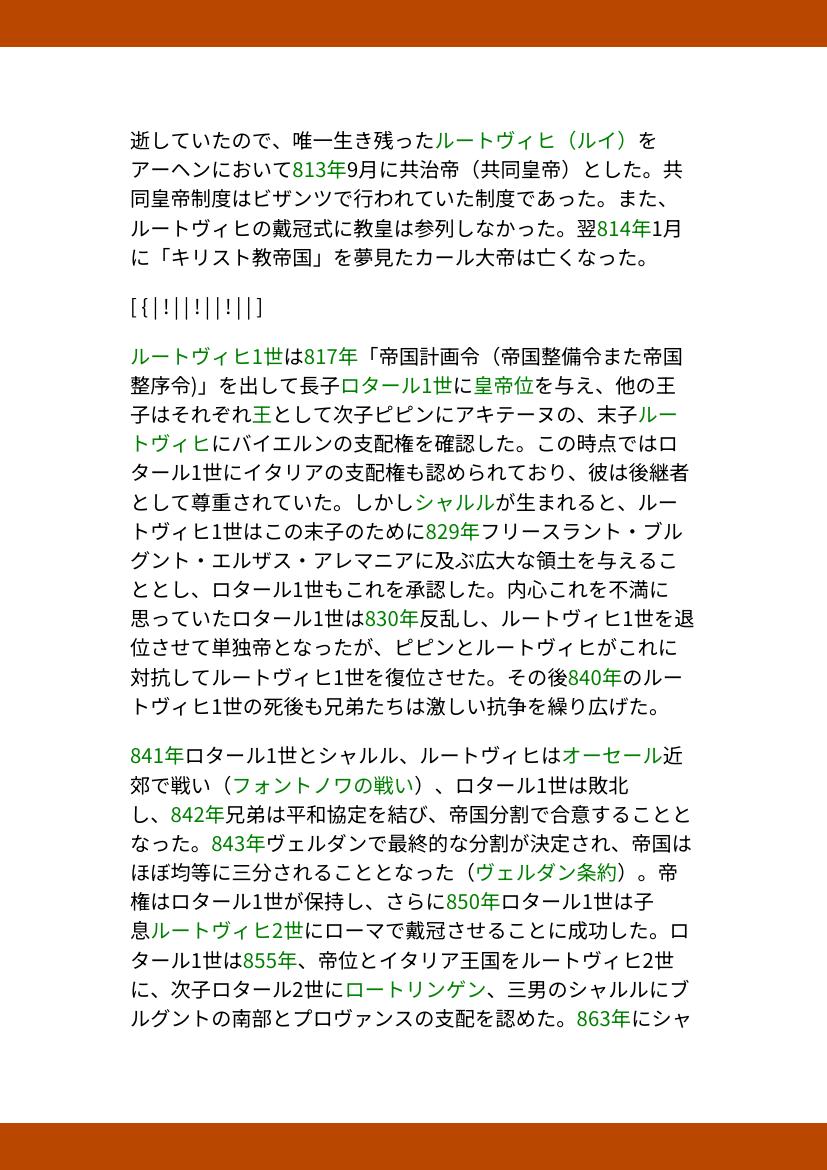 逝していたので、唯一生き残ったルートヴィヒ（ルイ）を
アーヘンにおいて813年9月に共治帝（共同皇帝）とした。共
同皇帝制度はビザンツで行われていた制度であった。また、
ルートヴィヒの戴冠式に教皇は参列しなかった。翌814年1月
に「キリスト教帝国」を夢見たカール大帝は亡くなった。
[{|!||!||!||]
ルートヴィヒ1世は817年「帝国計画令（帝国整備令また帝国
整序令)」を出して長子ロタール1世に皇帝位を与え、他の王
子はそれぞれ王として次子ピピンにアキテーヌの、末子ルー
トヴィヒにバイエルンの支配権を確認した。この時点ではロ
タール1世にイタリアの支配権も認められており、彼は後継者
として尊重されていた。しかしシャルルが生まれると、ルー
トヴィヒ1世はこの末子のために829年フリースラント・ブル
グント・エルザス・アレマニアに及ぶ広大な領土を与えるこ
ととし、ロタール1世もこれを承認した。内心これを不満に
思っていたロタール1世は830年反乱し、ルートヴィヒ1世を退
位させて単独帝となったが、ピピンとルートヴィヒがこれに
対抗してルートヴィヒ1世を復位させた。その後840年のルー
トヴィヒ1世の死後も兄弟たちは激しい抗争を繰り広げた。
841年ロタール1世とシャルル、ルートヴィヒはオーセール近
郊で戦い（フォントノワの戦い）、ロタール1世は敗北
し、842年兄弟は平和協定を結び、帝国分割で合意することと
なった。843年ヴェルダンで最終的な分割が決定され、帝国は
ほぼ均等に三分されることとなった（ヴェルダン条約）。帝
権はロタール1世が保持し、さらに850年ロタール1世は子
息ルートヴィヒ2世にローマで戴冠させることに成功した。ロ
タール1世は855年、帝位とイタリア王国をルートヴィヒ2世
に、次子ロタール2世にロートリンゲン、三男のシャルルにブ
ルグントの南部とプロヴァンスの支配を認めた。863年にシャ